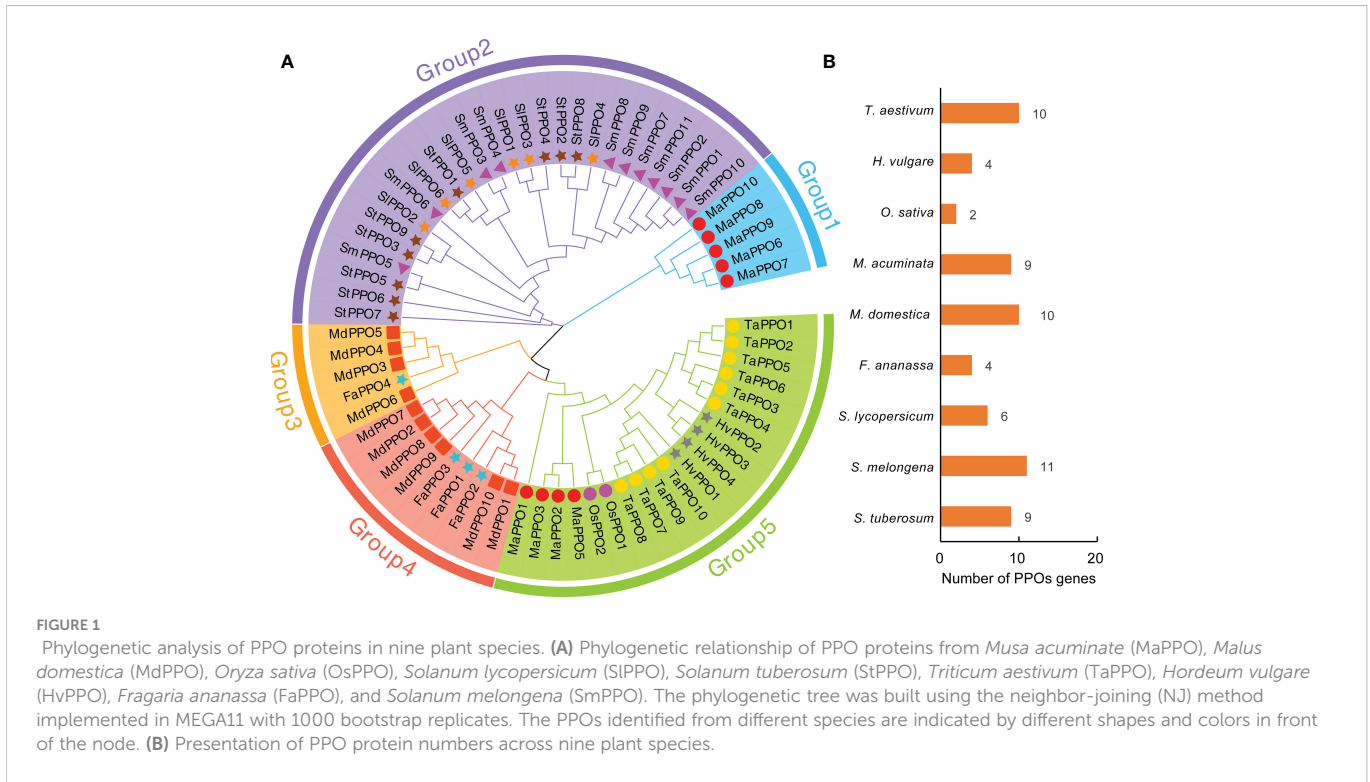 A
B
Group2
StPPO7
StPPO6
StPPO5
SmPPO5
StPPO3
StPPO9
SlPPO2
SmPPO6
SlPPO6
StPPO1
SlPPO5
SmPPO3
SmPPO4
SlPPO1
SlPPO3
StPPO4
StPPO2
StPPO8
SlPPO4
SmPPO8
SmPPO9
SmPPO7
SmPPO11
SmPPO2
SmPPO1
SmPPO10
Group1
MaPPO10
MaPPO8
MaPPO9
MaPPO6
MaPPO7
Group5
TaPPO1
TaPPO2
TaPPO5
TaPPO6
TaPPO3
TaPPO4
HvPPO2
HvPPO3
HvPPO4
HvPPO1
TaPPO10
TaPPO9
TaPPO7
TaPPO8
OsPPO1
OsPPO2
MaPPO5
MaPPO2
MaPPO3
MaPPO1
Group4
MdPPO1
MdPPO10
FaPPO2
FaPPO1
FaPPO3
MdPPO9
MdPPO8
MdPPO2
MdPPO7
Group3
MdPPO6
FaPPO4
MdPPO3
MdPPO4
MdPPO5
T. aestivum 10
H. vulgare 4
O. sativa 2
M. acuminata 9
M. domestica 10
F. ananassa 4
S. lycopersicum 6
S. melongena 11
S. tuberosum 9
0 10 20
Number of PPOs genes
FIGURE 1
Phylogenetic analysis of PPO proteins in nine plant species. (A) Phylogenetic relationship of PPO proteins from Musa acuminate (MaPPO), Malus
domestica (MdPPO), Oryza sativa (OsPPO), Solanum lycopersicum (SlPPO), Solanum tuberosum (StPPO), Triticum aestivum (TaPPO), Hordeum vulgare
(HvPPO), Fragaria ananassa (FaPPO), and Solanum melongena (SmPPO). The phylogenetic tree was built using the neighbor-joining (NJ) method
implemented in MEGA11 with 1000 bootstrap replicates. The PPOs identified from different species are indicated by different shapes and colors in front
of the node. (B) Presentation of PPO protein numbers across nine plant species.